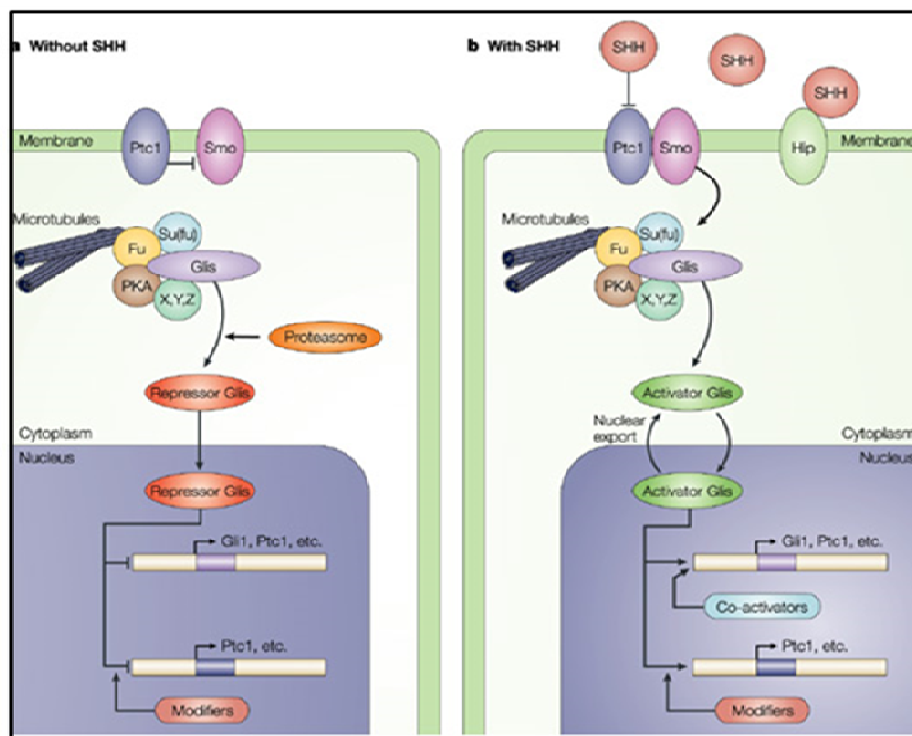 a Without SHH
Membrane
Ptc1
Smo
Microtubules
Fu
Su(fu)
Glis
PKA
X,Y,Z
Proteasome
Repressor Glis
Cytoplasm
Nucleus
Repressor Glis
Gli1, Ptc1, etc.
Ptc1, etc.
Modifiers
b With SHH
SHH
SHH
SHH
Ptc1
Smo
Hip
Membrane
Microtubules
Fu
Su(fu)
Glis
PKA
X,Y,Z
Activator Glis
Nuclear
export
Cytoplasm
Nucleus
Activator Glis
Gli1, Ptc1, etc.
Co-activators
Ptc1, etc.
Modifiers